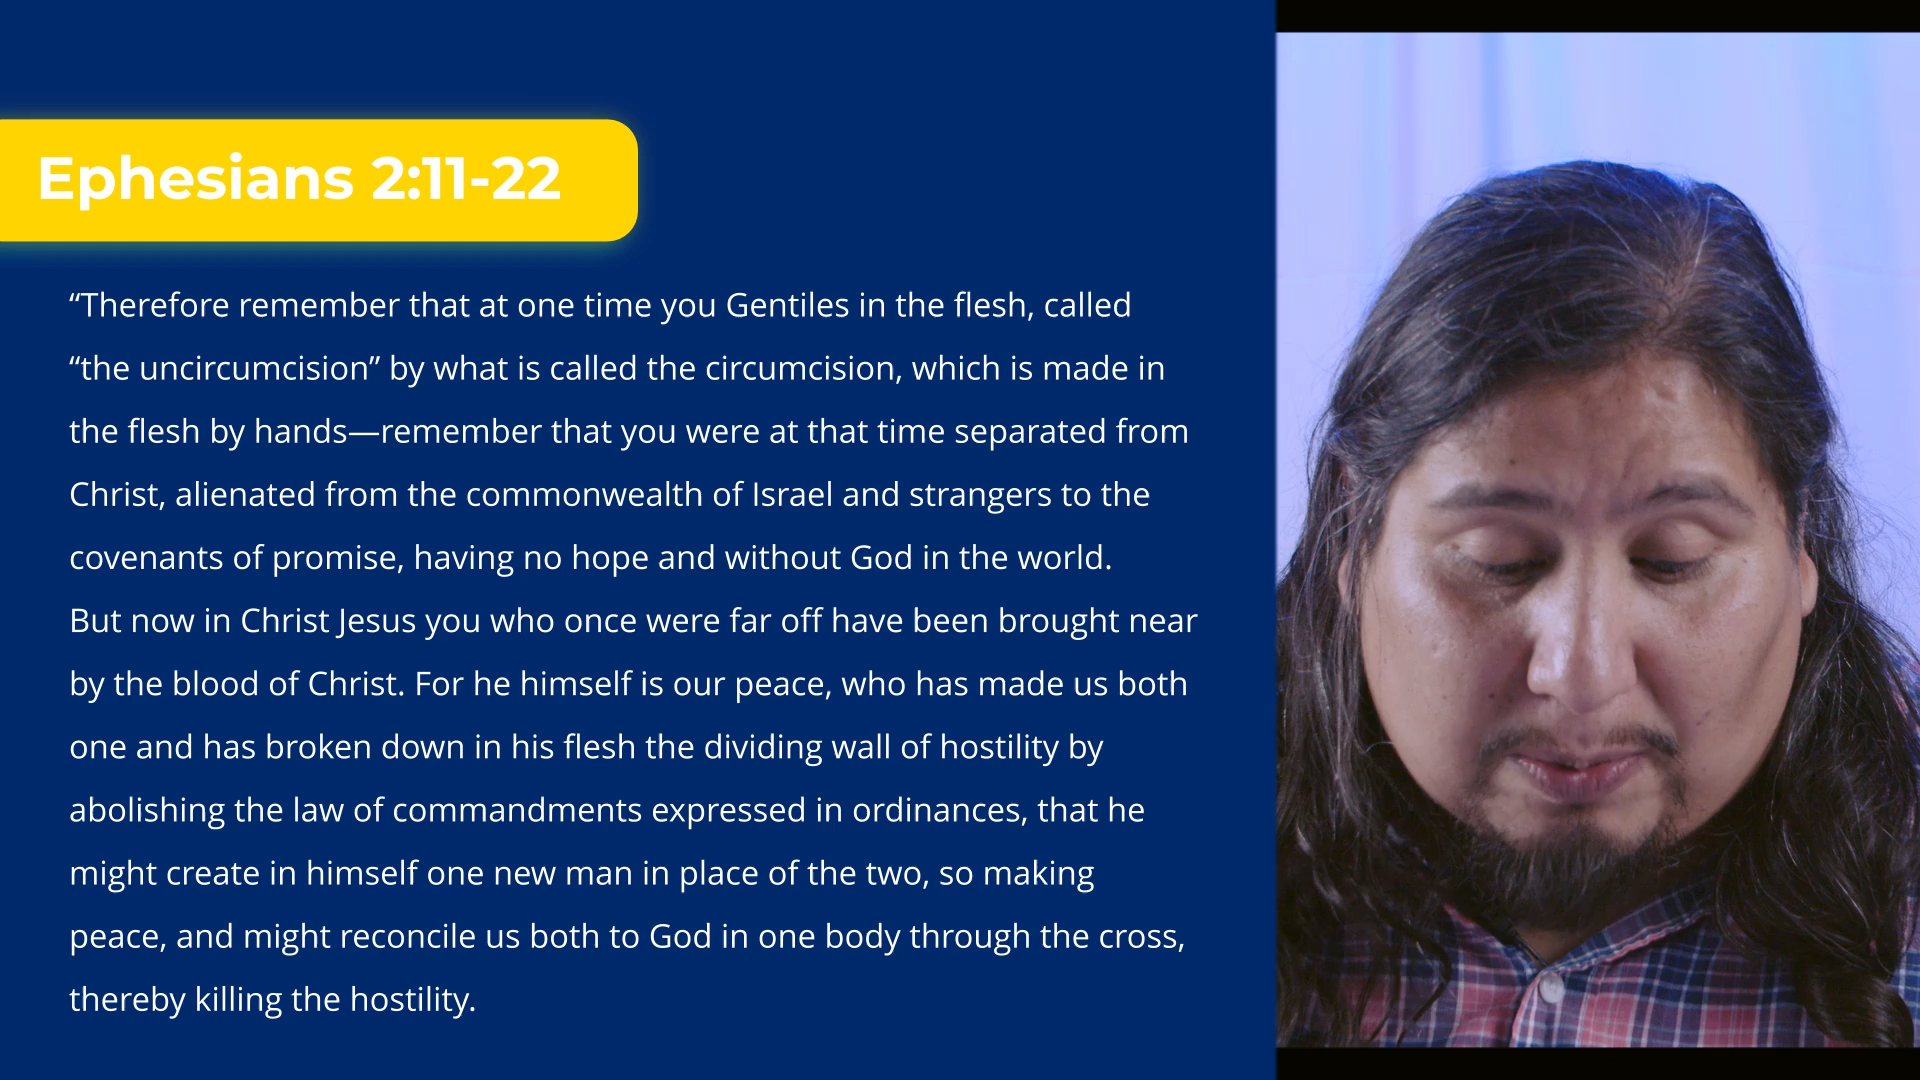 Ephesians 2:11-22
“Therefore remember that at one time you Gentiles in the flesh, called
“the uncircumcision” by what is called the circumcision, which is made in
the flesh by hands—remember that you were at that time separated from
Christ, alienated from the commonwealth of Israel and strangers to the
covenants of promise, having no hope and without God in the world.
But now in Christ Jesus you who once were far off have been brought near
by the blood of Christ. For he himself is our peace, who has made us both
one and has broken down in his flesh the dividing wall of hostility by
abolishing the law of commandments expressed in ordinances, that he
might create in himself one new man in place of the two, so making
peace, and might reconcile us both to God in one body through the cross,
thereby killing the hostility.